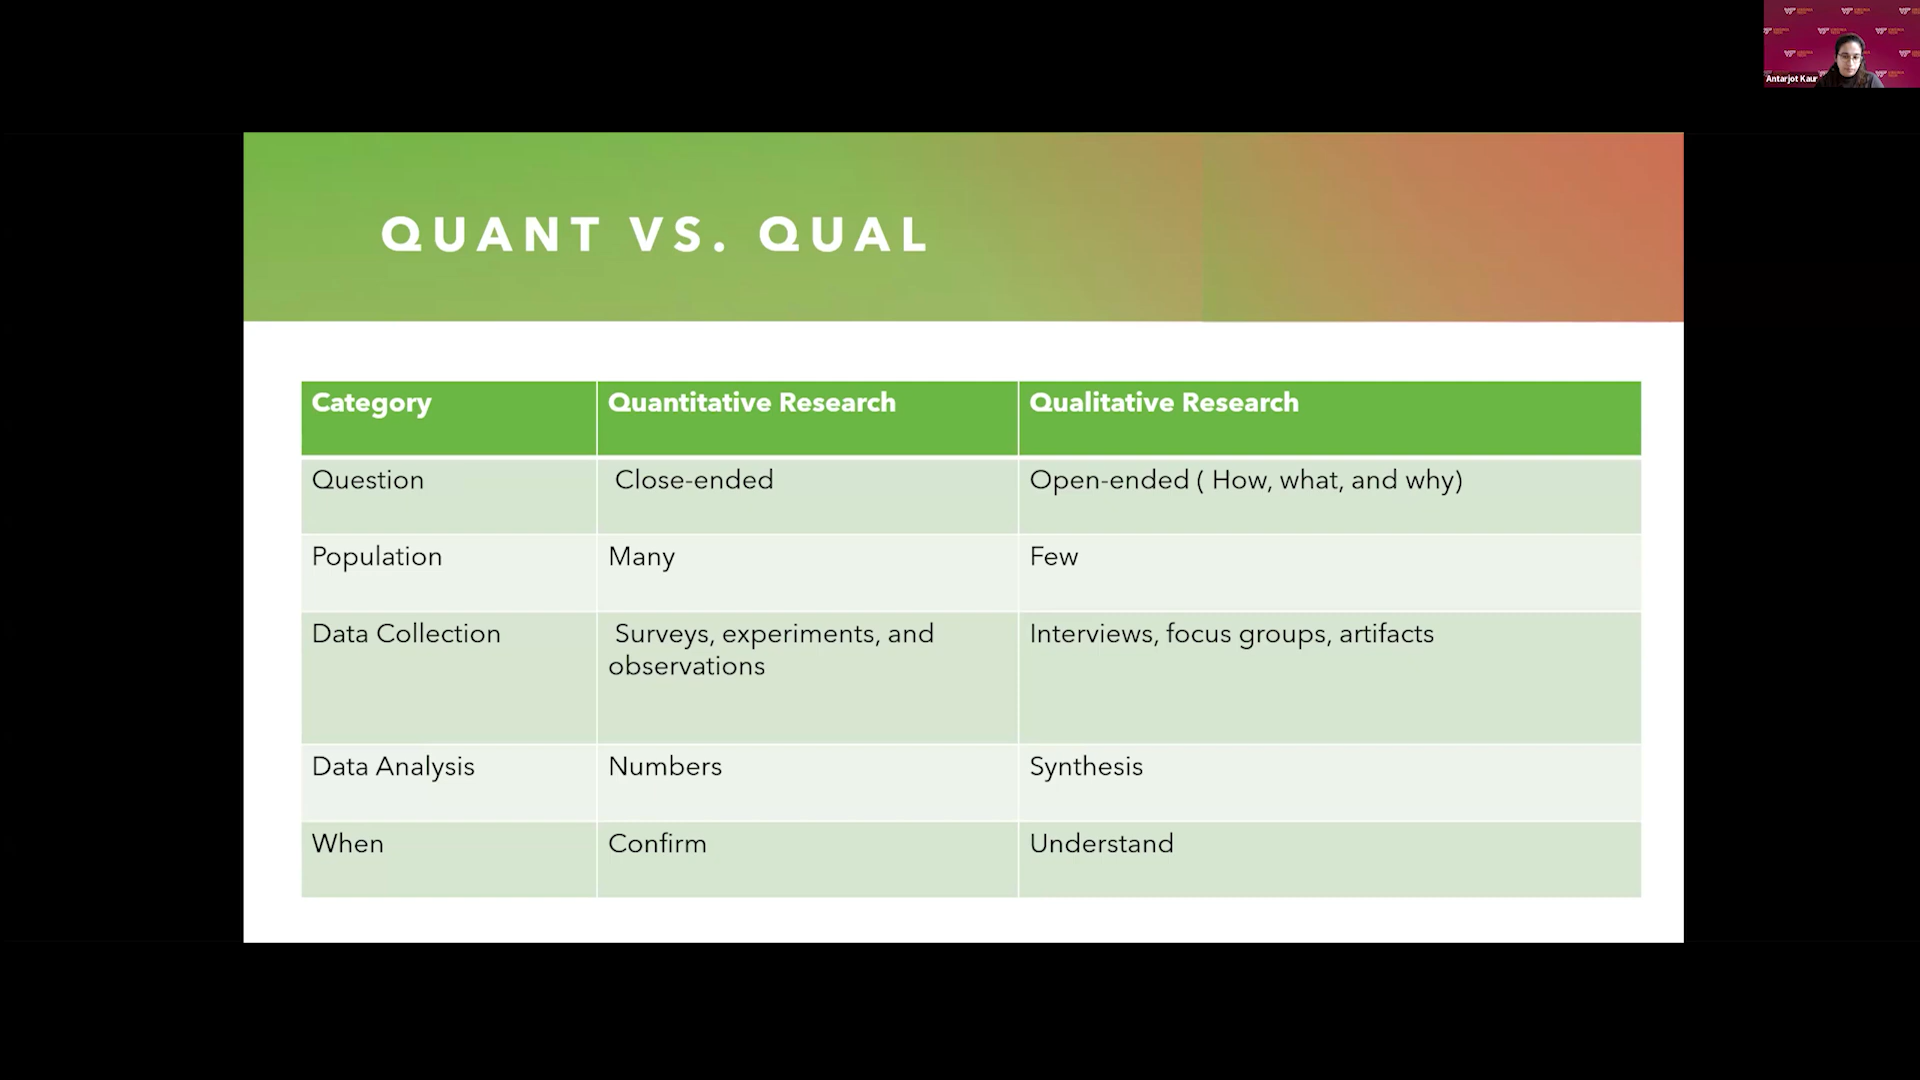 Antarjot Kaur
QUANT VS. QUAL
Category Quantitative Research Qualitative Research
Question Close-ended Open-ended ( How, what, and why)
Population Many Few
Data Collection Surveys, experiments, and Interviews, focus groups, artifacts
observations
Data Analysis Numbers Synthesis
When Confirm Understand